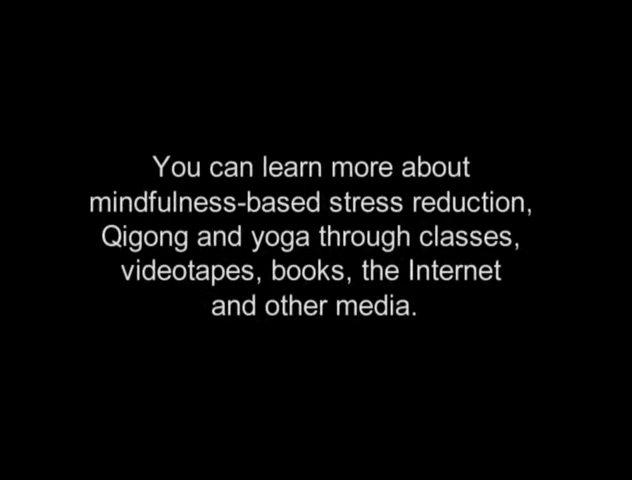 You can learn more about
mindfulness-based stress reduction,
Qigong and yoga through classes,
videotapes, books, the Internet
and other media.